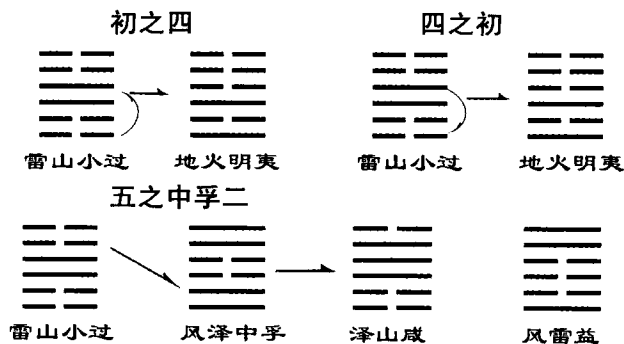 初之四 四之初
雷山小过 地火明夷 雷山小过 地火明夷
五之中孚二
雷山小过 风泽中孚 泽山咸 风雷益